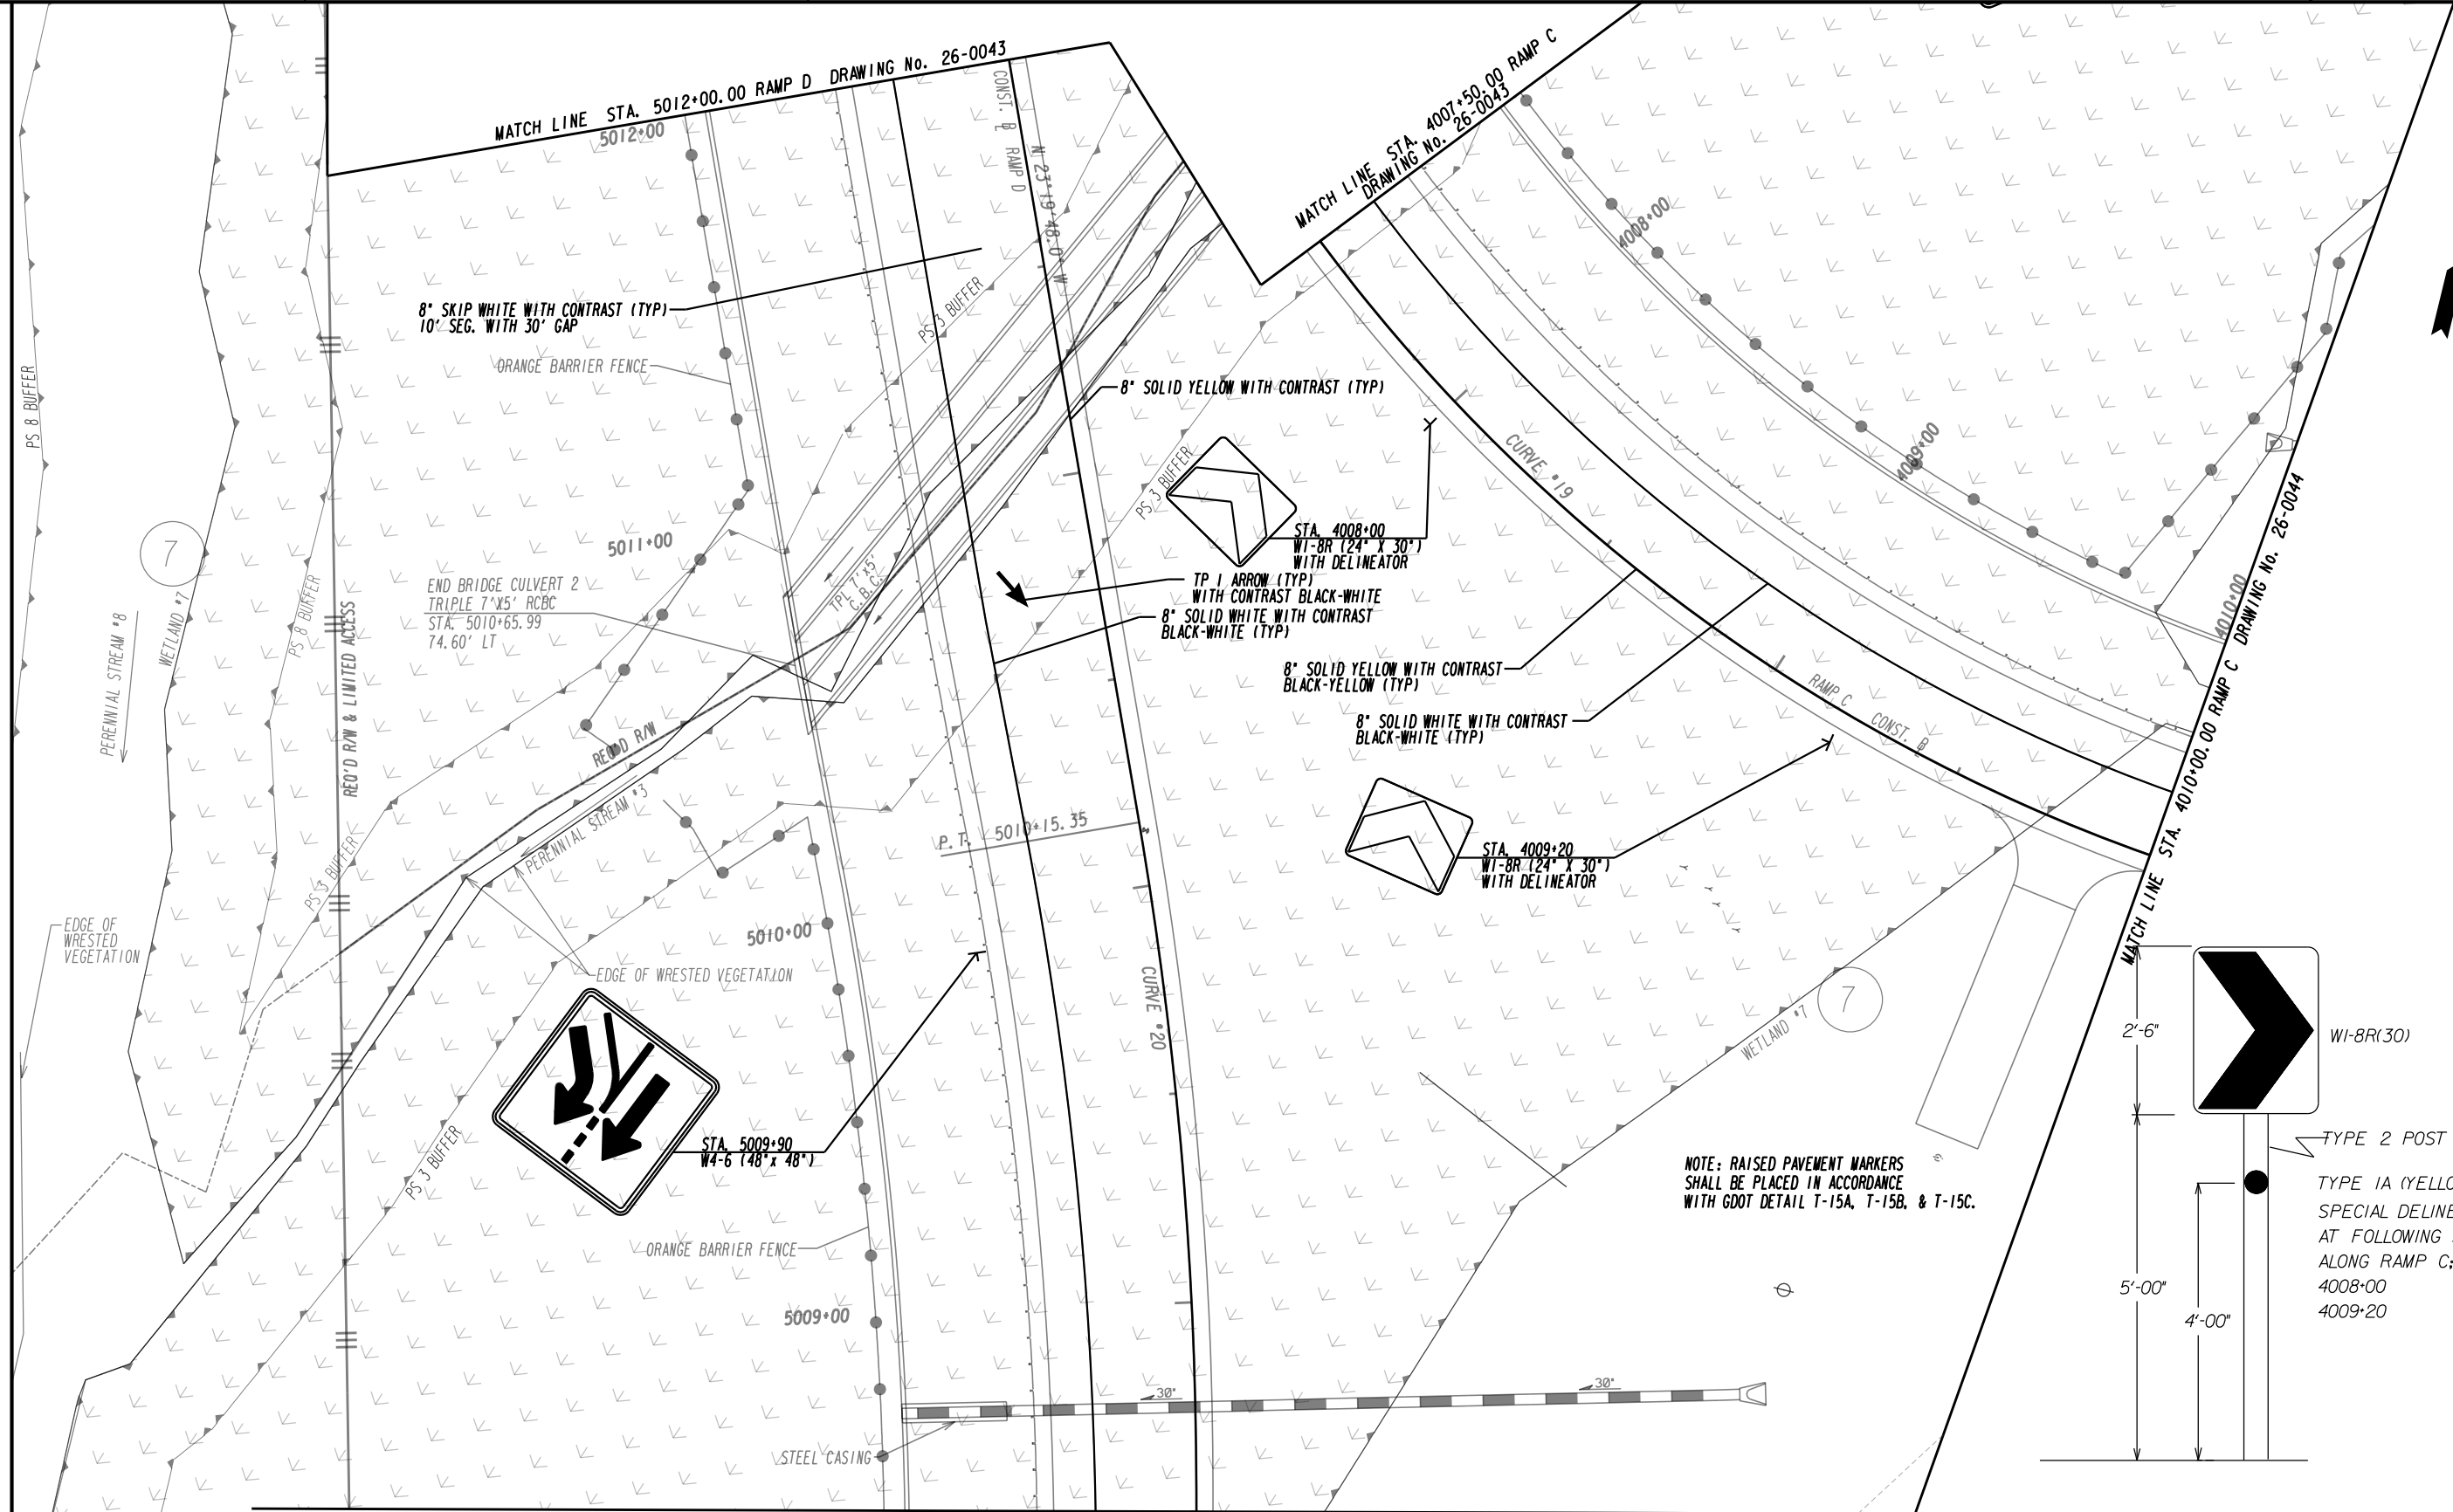 MATCH LINE STA. 5012+00.00 RAMP D DRAWING No. 26-0043
5012+00
CONST. B RAMP D
N 23°19'48.0" W
MATCH LINE STA. 4007+50.00 RAMP C
DRAWING No. 26-0043
4008+00
8" SKIP WHITE WITH CONTRAST (TYP)
10' SEG. WITH 30' GAP
PS 3 BUFFER
ORANGE BARRIER FENCE
PS 8 BUFFER
8" SOLID YELLOW WITH CONTRAST (TYP)
CURVE #19
4009+00
PS 3 BUFFER
STA. 4008+00
W1-8R (24" X 30")
WITH DELINEATOR
5011+00
7
END BRIDGE CULVERT 2
TRIPLE 7'X5' RCBC
STA. 5010+65.99
74.60' LT
TPL 7' X5'
C.B.C.
TP 1 ARROW (TYP)
WITH CONTRAST BLACK-WHITE
8" SOLID WHITE WITH CONTRAST
BLACK-WHITE (TYP)
4010+00
MATCH LINE STA. 4010+00.00 RAMP C DRAWING No. 26-0044
PERENNIAL STREAM #8
WETLAND #7
PS 8 BUFFER
REQ'D R/W & LIMITED ACCESS
8" SOLID YELLOW WITH CONTRAST
BLACK-YELLOW (TYP)
RAMP C CONST. B
8" SOLID WHITE WITH CONTRAST
BLACK-WHITE (TYP)
REQ'D R/W
PERENNIAL STREAM #3
P.T. 5010+15.35
STA. 4009+20
W1-8R (24" X 30")
WITH DELINEATOR
PS 3 BUFFER
5010+00
EDGE OF
WRESTED
VEGETATION
EDGE OF WRESTED VEGETATION
CURVE #20
7
WETLAND #7
2'-6"
W1-8R(30)
STA. 5009+90
W4-6 (48"x 48")
PS 3 BUFFER
TYPE 2 POST
NOTE: RAISED PAVEMENT MARKERS
SHALL BE PLACED IN ACCORDANCE
WITH GDOT DETAIL T-15A, T-15B, & T-15C.
TYPE 1A (YELLO
SPECIAL DELINE
AT FOLLOWING
ALONG RAMP C:
4008+00
4009+20
ORANGE BARRIER FENCE
5'-00"
4'-00"
5009+00
30"
30"
STEEL CASING